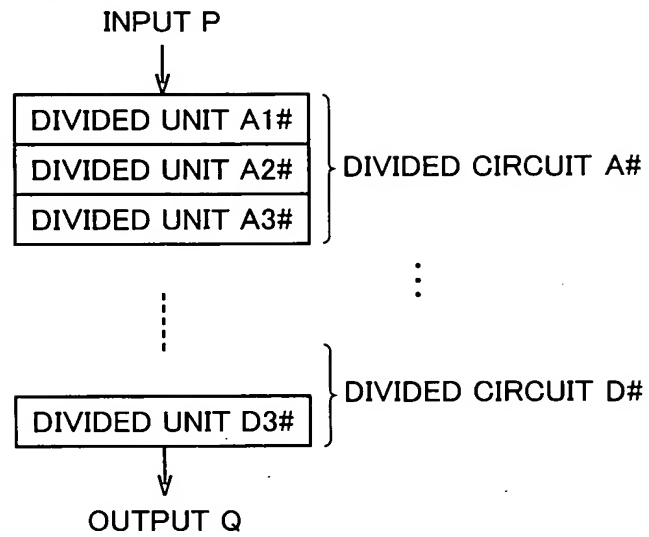 INPUT P
DIVIDED UNIT A1#
DIVIDED UNIT A2#
DIVIDED CIRCUIT A#
DIVIDED UNIT A3#
DIVIDED CIRCUIT D#
DIVIDED UNIT D3#
OUTPUT Q